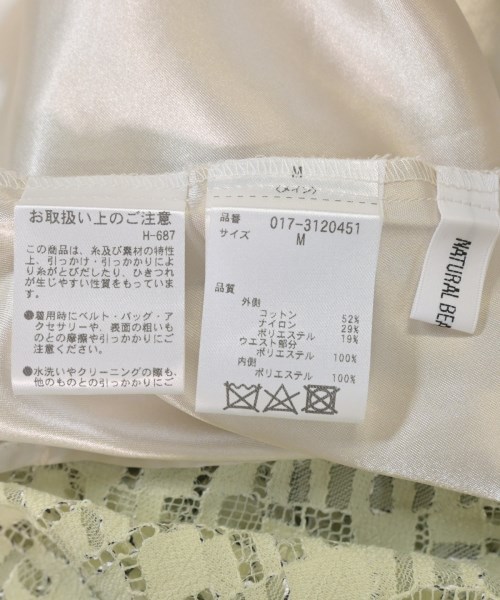 お取扱い上のご注意
H-687
この商品は、糸及び素材の特性
上、引っかけ・引っかかりによ
り糸がとびだしたり、ひきつれ
が生じやすい性質をもっていま
す。
●着用時にベルト・バッグ・ア
クセサリーや、表面の粗いも
のとの摩擦や引っかかりにご
注意ください。
●水洗いやクリーニングの際も、
他のものとの引っかかりにご
M
〈メイン〉
品番 017-3120451
サイズ M
品質
外側
コットン 52%
ナイロン 29%
ポリエステル 19%
ウエスト部分
ポリエステル 100%
内側
ポリエステル 100%
NATURAL BEA